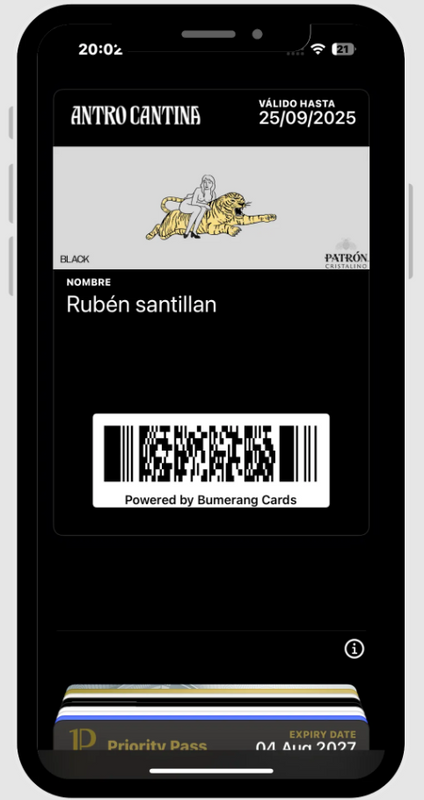 20:02
21
ANTRO CANTINA
VÁLIDO HASTA
25/09/2025
BLACK
PATRÓN
CRISTALINO
NOMBRE
Rubén santillan
Powered by Bumerang Cards
EXPIRY DATE
Priority Pass
04 Aug 2027